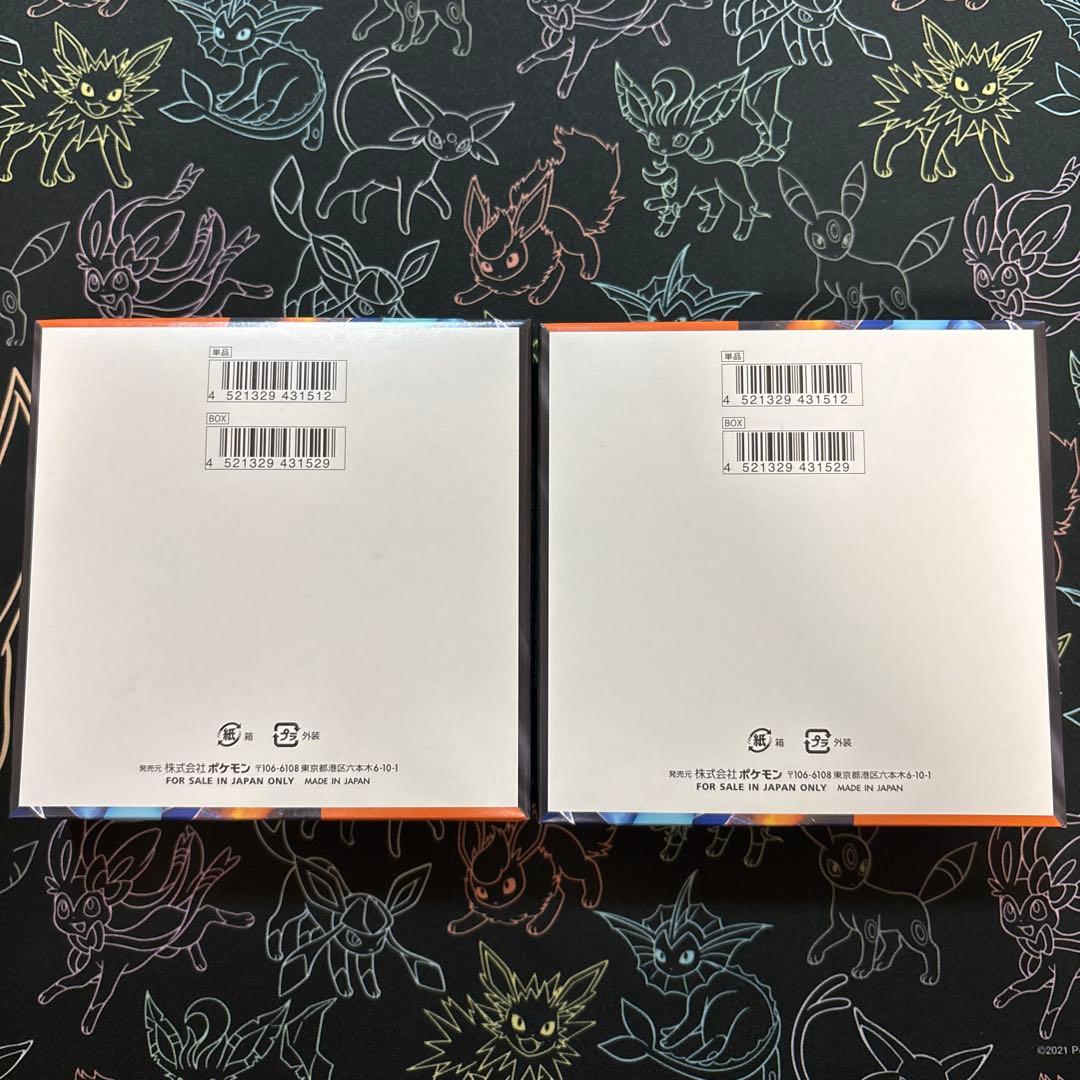 単品
4 521329 431512
BOX
4 521329 431529
紙 箱 プラ 外装
発売元 株式会社ポケモン 〒106-6108 東京都港区六本木6-10-1
FOR SALE IN JAPAN ONLY MADE IN JAPAN
単品
4 521329 431512
BOX
4 521329 431529
紙 箱 プラ 外装
発売元 株式会社ポケモン 〒106-6108 東京都港区六本木6-10-1
FOR SALE IN JAPAN ONLY MADE IN JAPAN
©2021